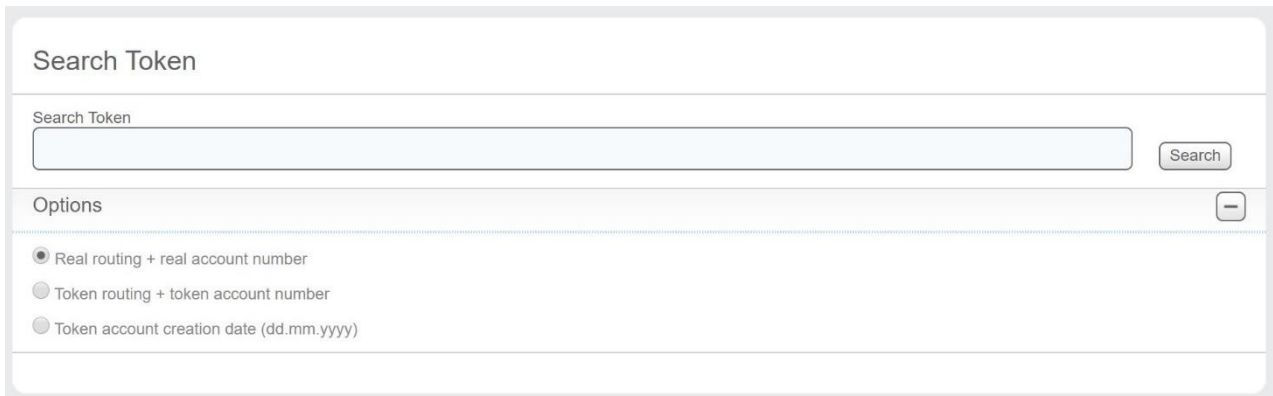 Search Token
Search Token
Search
Options
Real routing + real account number
Token routing + token account number
Token account creation date (dd.mm.yyyy)